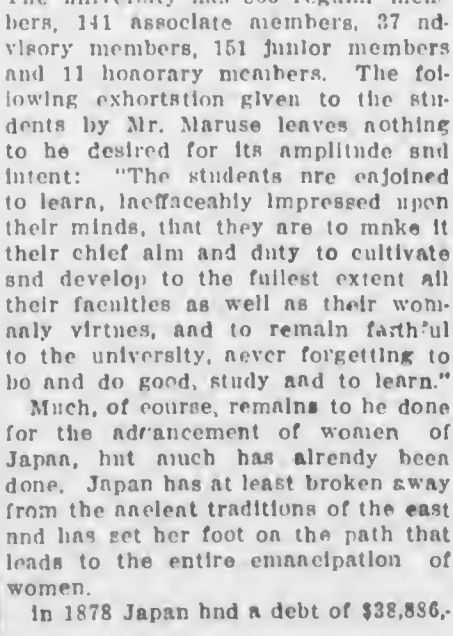 The university has regular mem-
bers, 141 associate members, 37 ad-
visory members, 151 junior members
and 11 honorary members. The fol-
lowing exhortation given to the stu-
dents by Mr. Maruse leaves nothing
to be desired for its amplitude and
intent: "The students are enjoined
to learn, ineffaceably impressed upon
their minds, that they are to make it
their chief aim and duty to cultivate
and develop to the fullest extent all
their faculties as well as their wom-
anly virtues, and to remain faithful
to the university, never forgetting to
be and do good, study and to learn."
Much, of course, remains to be done
for the advancement of women of
Japan, but much has already been
done. Japan has at least broken away
from the ancient traditions of the east
and has set her foot on the path that
leads to the entire emancipation of
women.
In 1878 Japan had a debt of $38,886,-